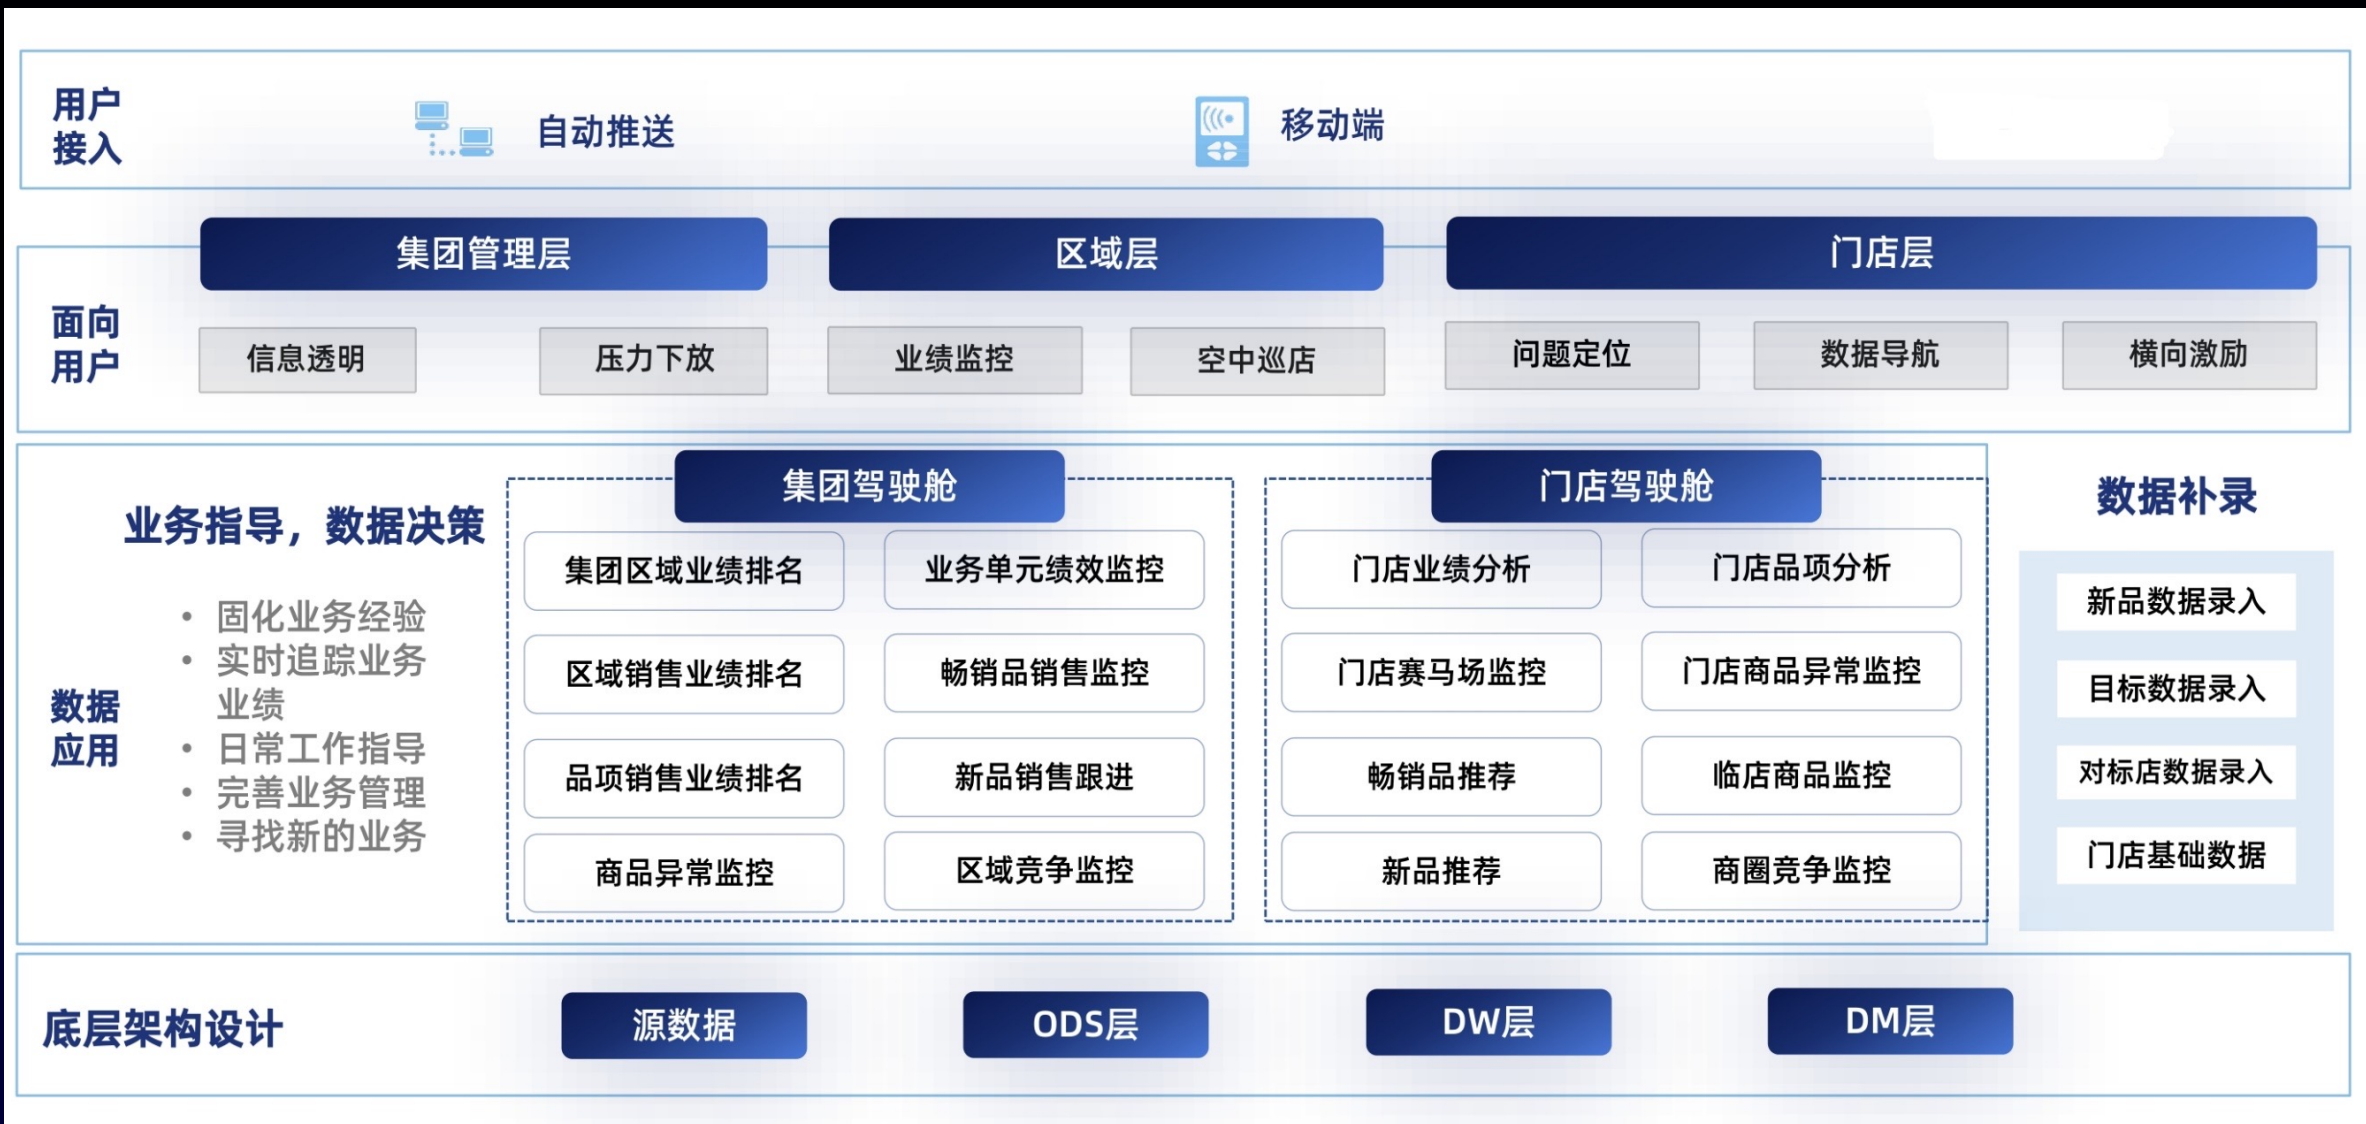 用户
接入
自动推送
移动端
集团管理层
区域层
门店层
面向
用户
信息透明
压力下放
业绩监控
空中巡店
问题定位
数据导航
横向激励
数据
应用
业务指导，数据决策
• 固化业务经验
• 实时追踪业务
业绩
• 日常工作指导
• 完善业务管理
• 寻找新的业务
集团驾驶舱
集团区域业绩排名
业务单元绩效监控
区域销售业绩排名
畅销品销售监控
品项销售业绩排名
新品销售跟进
商品异常监控
区域竞争监控
门店驾驶舱
门店业绩分析
门店品项分析
门店赛马场监控
门店商品异常监控
畅销品推荐
临店商品监控
新品推荐
商圈竞争监控
数据补录
新品数据录入
目标数据录入
对标店数据录入
门店基础数据
底层架构设计
源数据
ODS层
DW层
DM层